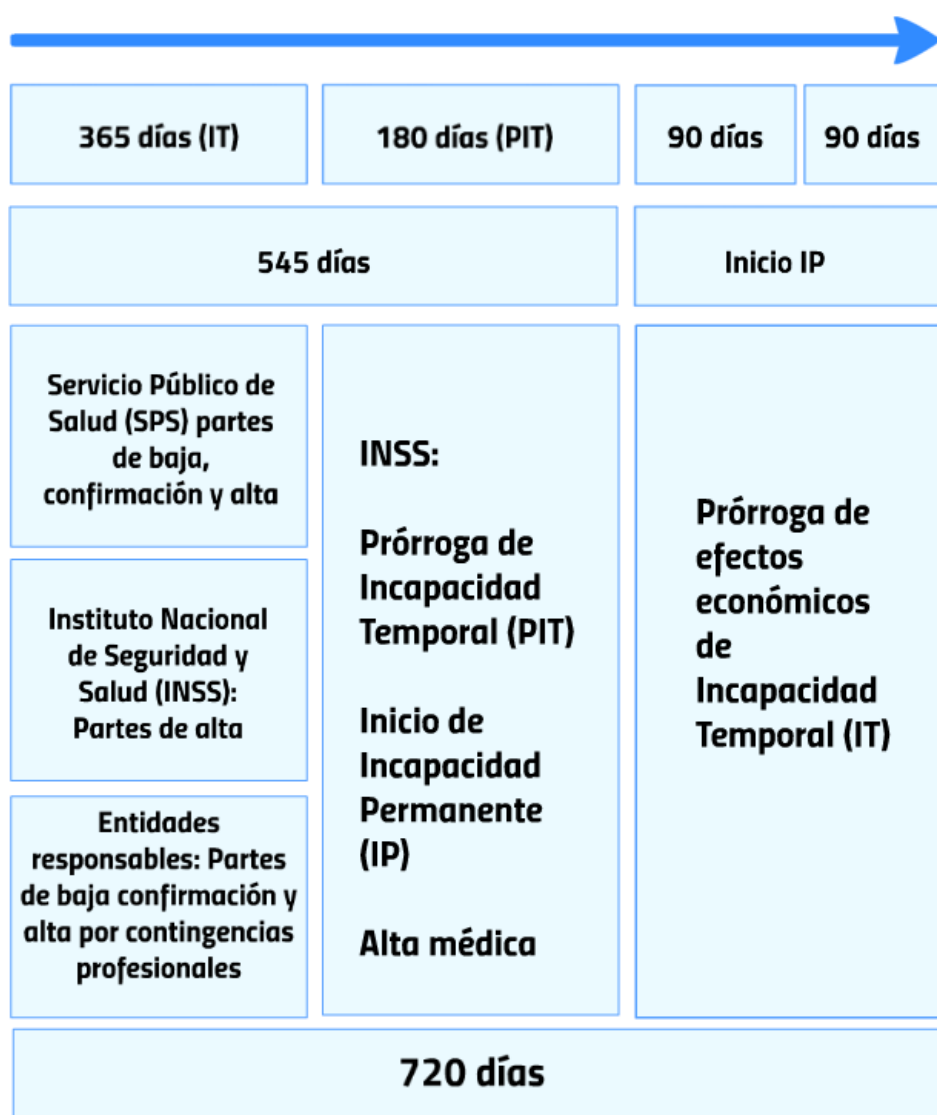 365 días (IT)
180 días (PIT)
90 días
90 días
545 días
Inicio IP
Servicio Público de
Salud (SPS) partes
de baja,
confirmación y alta
Instituto Nacional
de Seguridad y
Salud (INSS):
Partes de alta
Entidades
responsables: Partes
de baja confirmación y
alta por contingencias
profesionales
INSS:
Prórroga de
Incapacidad
Temporal (PIT)
Inicio de
Incapacidad
Permanente
(IP)
Alta médica
Prórroga de
efectos
económicos
de
Incapacidad
Temporal (IT)
720 días